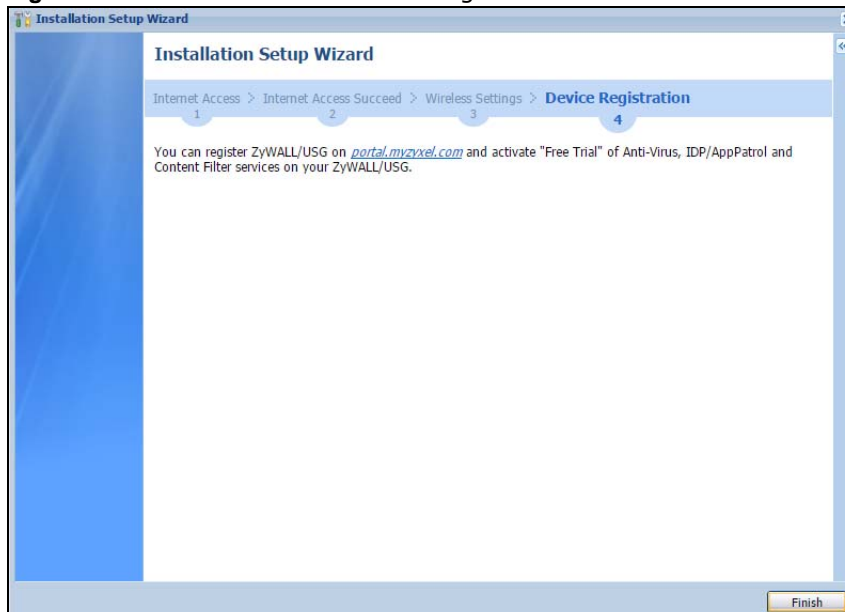 Installation Setup Wizard
Installation Setup Wizard
Internet Access > Internet Access Succeed > Wireless Settings > Device Registration
1 2 3 4
You can register ZyWALL/USG on portal.myzyxel.com and activate "Free Trial" of Anti-Virus, IDP/AppPatrol and
Content Filter services on your ZyWALL/USG.
Finish